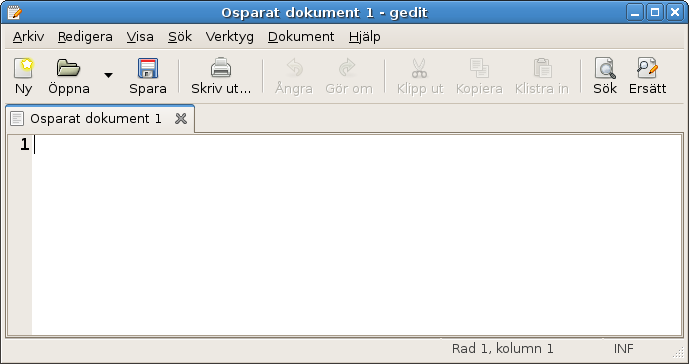 Osparat dokument 1 - gedit
Arkiv Redigera Visa Sök Verktyg Dokument Hjälp
Ny Öppna Spara Skriv ut... Ångra Gör om Klipp ut Kopiera Klistra in Sök Ersätt
Osparat dokument 1
1
Rad 1, kolumn 1 INF